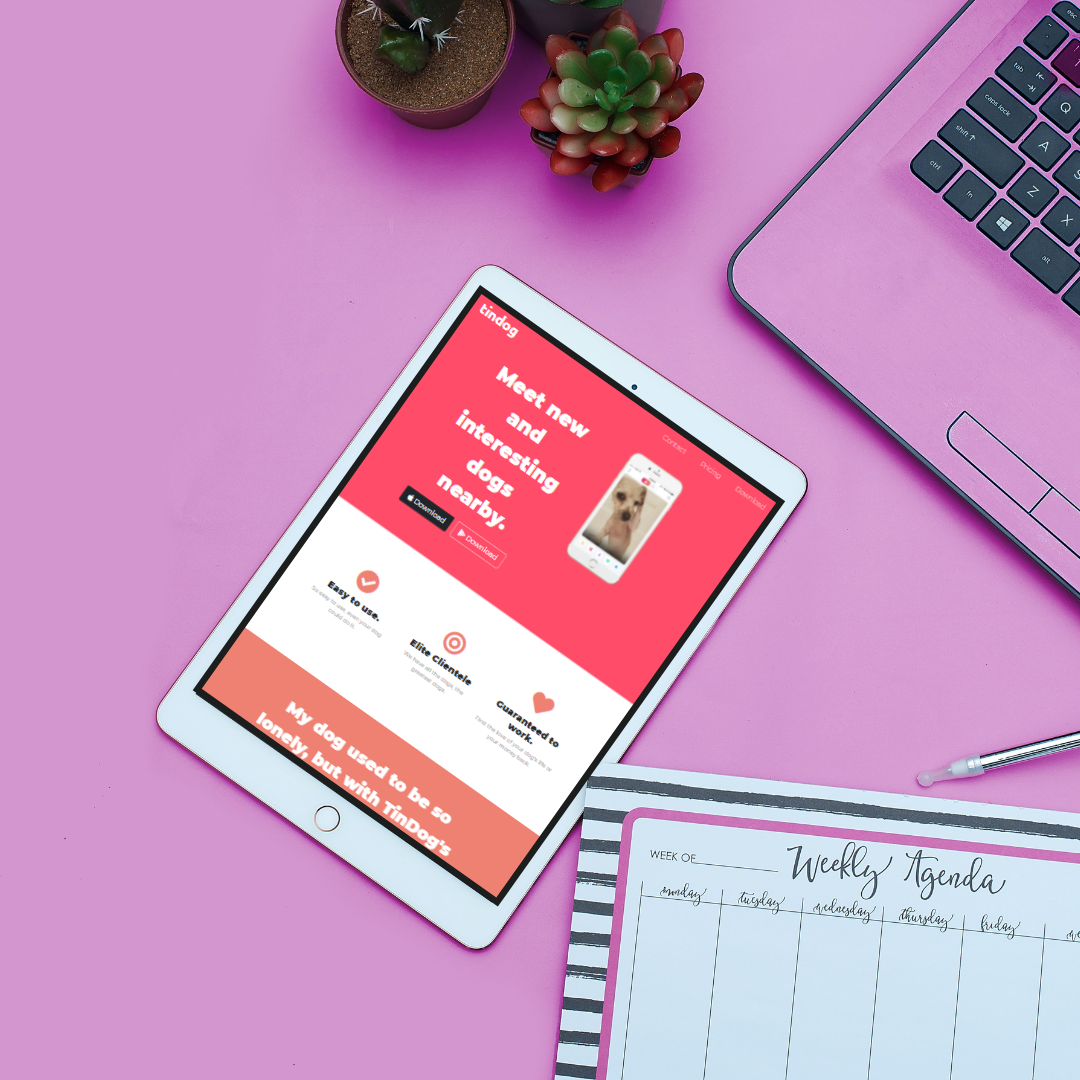 tindog
Contact
Pricing
Download
Meet new
and
interesting
dogs
nearby.
Download
Download
Easy to use.
So easy to use, even your dog
could do it.
Elite Clientele
We have all the dogs, the
greatest dogs.
Guaranteed to
work.
Find the love of your dog's life or
your money back.
My dog used to be so
lonely, but with TinDog's
esc
tab
Q
caps lock
A
S
shift
Z
X
ctrl
fn
alt
WEEK OF
Weekly Agenda
monday
tuesday
wednesday
thursday
friday
we